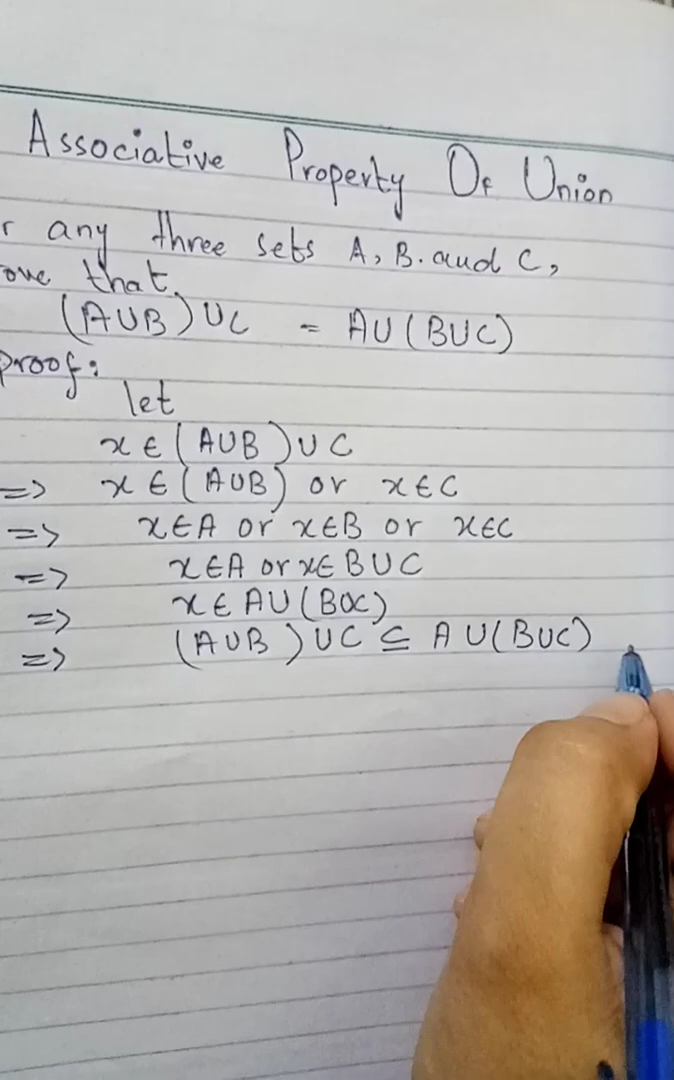 Associative Property Of Union
r any three sets A, B. and C,
ove that.
(AUB)UC = AU(BUC)
proof:
let
x∈(AUB)UC
=> x∈(AUB) or x∈C
=> x∈A or x∈B or x∈C
=> x∈A or x∈BUC
=> x∈AU(BUC)
=> (AUB)UC ⊆ AU(BUC)